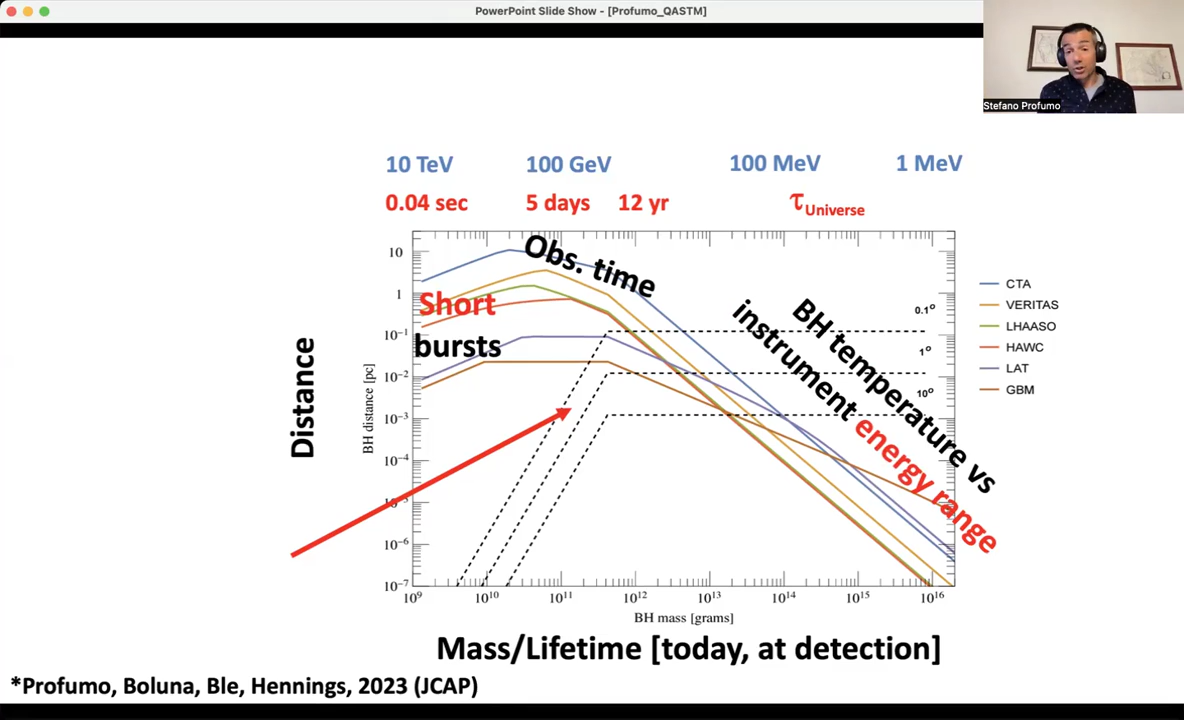 PowerPoint Slide Show - [Profumo_QASTM]
Stefano Profumo
10 TeV 100 GeV 100 MeV 1 MeV
0.04 sec 5 days 12 yr τUniverse
Obs. time
Short
bursts
BH temperature vs
instrument energy range
0.1°
1°
10°
CTA
VERITAS
LHAASO
HAWC
LAT
GBM
Distance
BH distance [pc]
10
1
10⁻¹
10⁻²
10⁻³
10⁻⁴
10⁻⁵
10⁻⁶
10⁻⁷
10⁹ 10¹⁰ 10¹¹ 10¹² 10¹³ 10¹⁴ 10¹⁵ 10¹⁶
BH mass [grams]
Mass/Lifetime [today, at detection]
*Profumo, Boluna, Ble, Hennings, 2023 (JCAP)